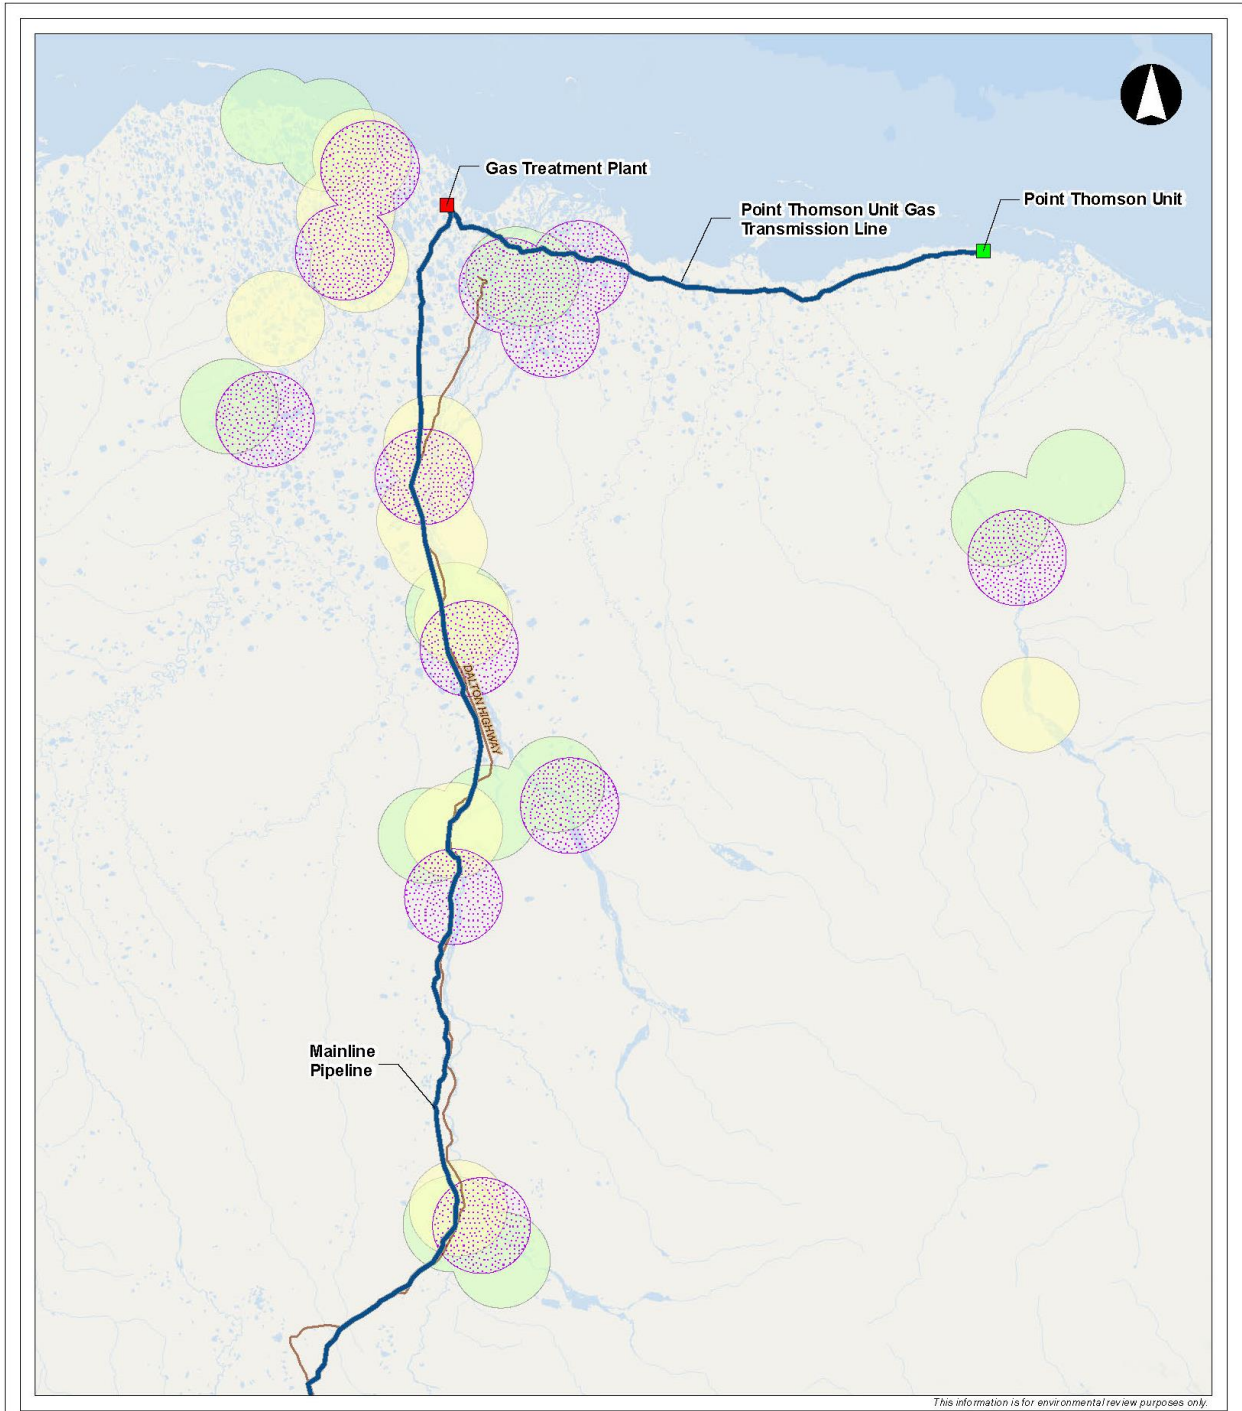 Gas Treatment Plant
Point Thomson Unit
Point Thomson Unit Gas
Transmission Line
DALTON HIGHWAY
Mainline
Pipeline
This information is for environmental review purposes only.